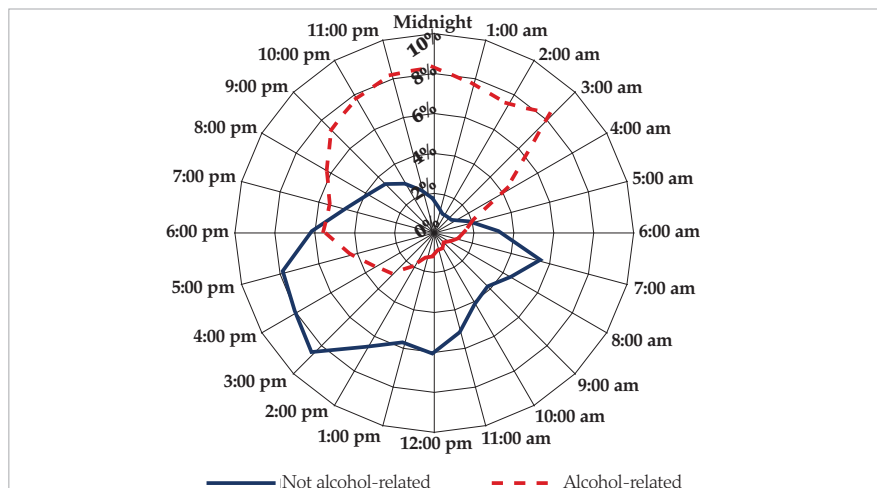 Midnight
1:00 am
2:00 am
3:00 am
4:00 am
5:00 am
6:00 am
7:00 am
8:00 am
9:00 am
10:00 am
11:00 am
12:00 pm
1:00 pm
2:00 pm
3:00 pm
4:00 pm
5:00 pm
6:00 pm
7:00 pm
8:00 pm
9:00 pm
10:00 pm
11:00 pm
10%
8%
6%
4%
2%
0%
Not alcohol-related
Alcohol-related